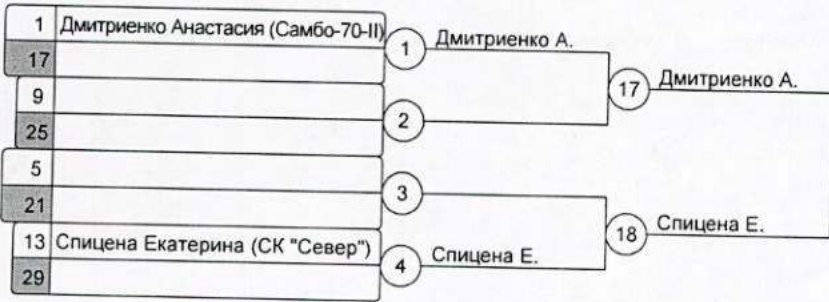 1 Дмитриенко Анастасия (Самбо-70-II)
17
1 Дмитриенко А.
9
25
2
17 Дмитриенко А.
5
21
3
13 Спицена Екатерина (СК "Север")
29
4 Спицена Е.
18 Спицена Е.